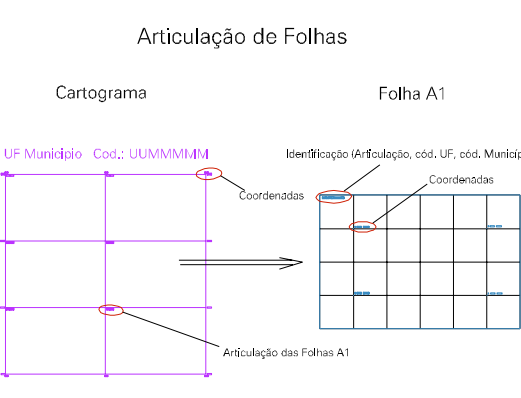 Articulação de Folhas
Cartograma
Folha A1
UF Municipio Cod.: UUMMMMM
Identificação (Articulação, cód. UF, cód. Municíp
Coordenadas
Coordenadas
Articulação das Folhas A1